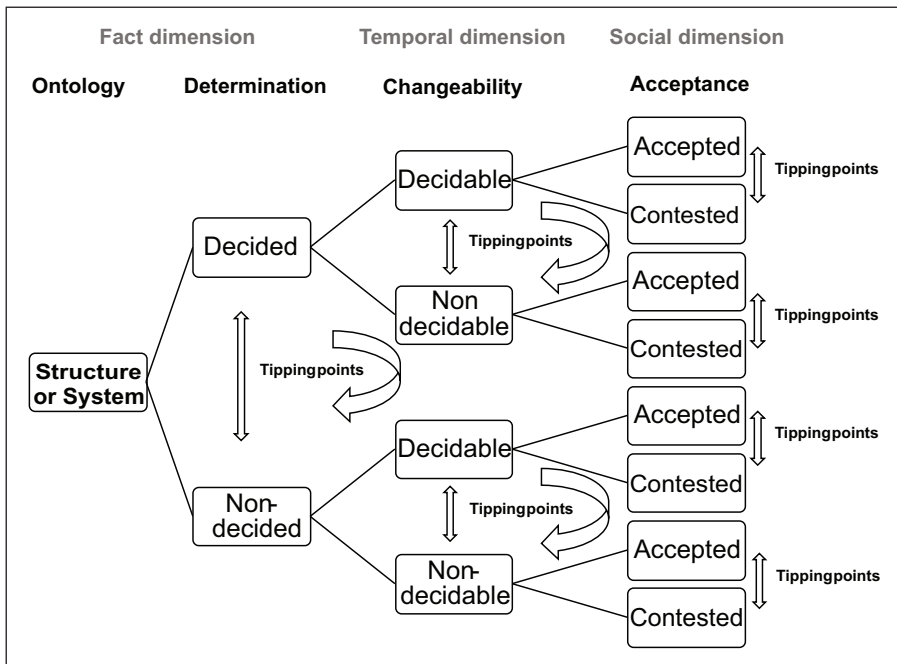 Fact dimension Temporal dimension Social dimension
Ontology Determination Changeability Acceptance
Accepted
Tippingpoints
Decidable
Contested
Decided
Tippingpoints
Accepted
Non
decidable
Tippingpoints
Contested
Structure
or System
Tippingpoints
Accepted
Tippingpoints
Decidable
Contested
Non-
decided
Tippingpoints
Accepted
Non-
decidable
Tippingpoints
Contested